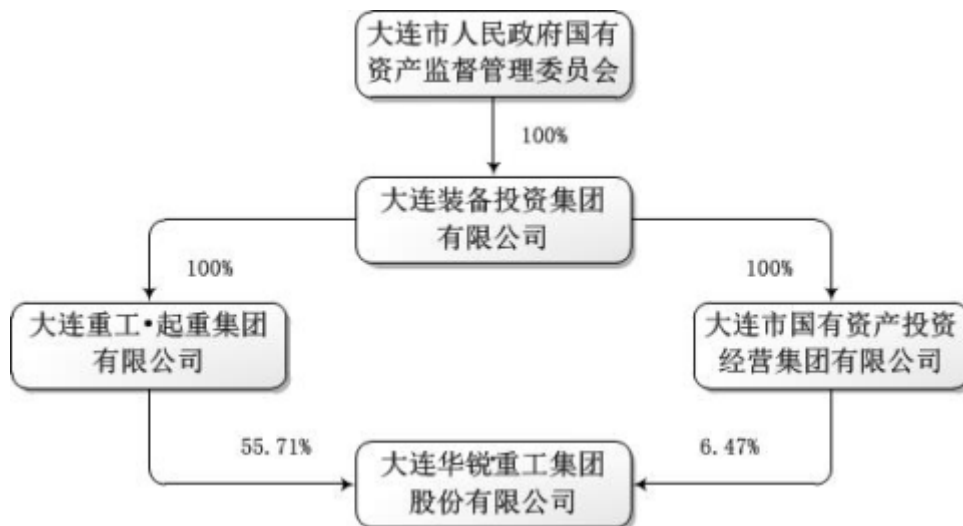 大连市人民政府国有
资产监督管理委员会
100%
大连装备投资集团
有限公司
100%
100%
大连重工•起重集团
有限公司
大连市国有资产投资
经营集团有限公司
55.71%
6.47%
大连华锐重工集团
股份有限公司